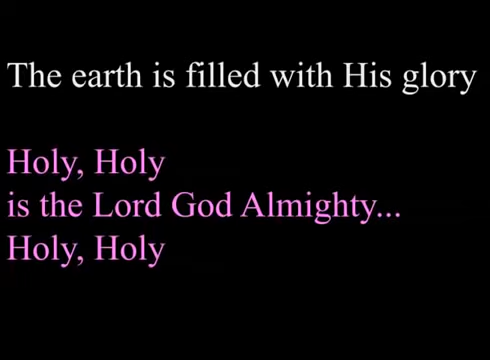 The earth is filled with His glory
Holy, Holy
is the Lord God Almighty...
Holy, Holy